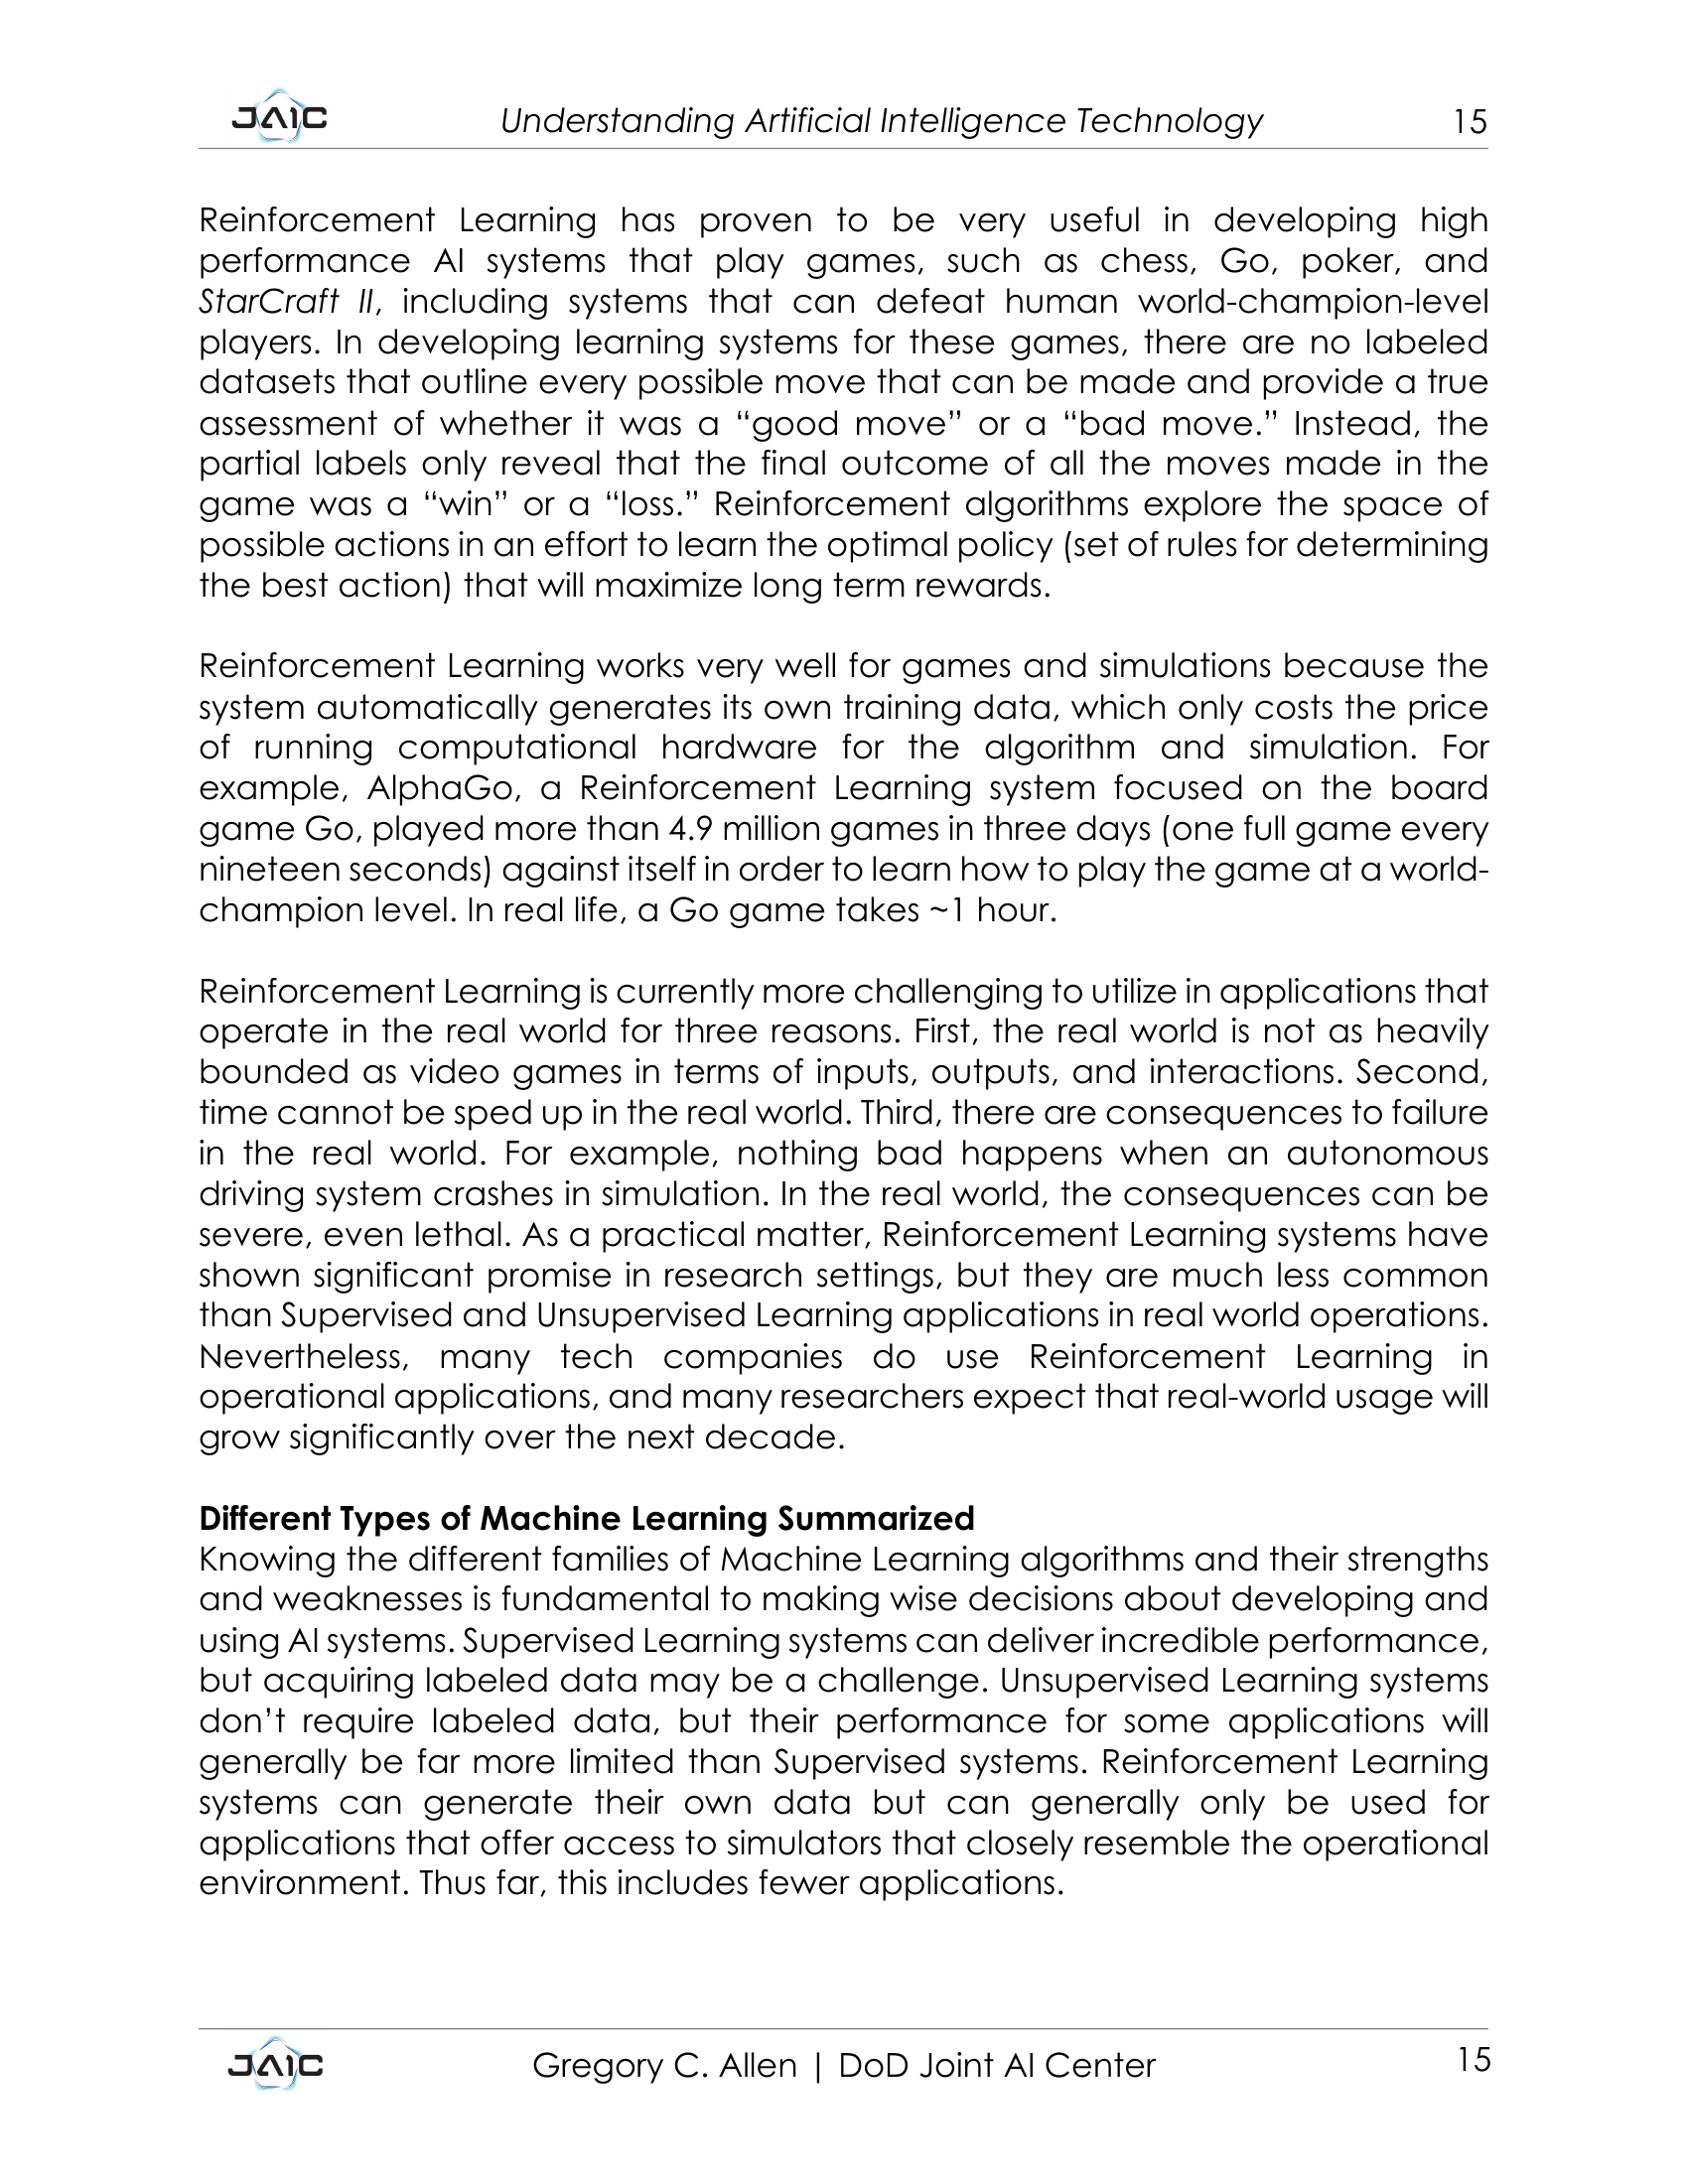 JAIC
Understanding Artificial Intelligence Technology
15
Reinforcement Learning has proven to be very useful in developing high
performance AI systems that play games, such as chess, Go, poker, and
StarCraft II, including systems that can defeat human world-champion-level
players. In developing learning systems for these games, there are no labeled
datasets that outline every possible move that can be made and provide a true
assessment of whether it was a “good move” or a “bad move.” Instead, the
partial labels only reveal that the final outcome of all the moves made in the
game was a “win” or a “loss.” Reinforcement algorithms explore the space of
possible actions in an effort to learn the optimal policy (set of rules for determining
the best action) that will maximize long term rewards.
Reinforcement Learning works very well for games and simulations because the
system automatically generates its own training data, which only costs the price
of running computational hardware for the algorithm and simulation. For
example, AlphaGo, a Reinforcement Learning system focused on the board
game Go, played more than 4.9 million games in three days (one full game every
nineteen seconds) against itself in order to learn how to play the game at a world-
champion level. In real life, a Go game takes ~1 hour.
Reinforcement Learning is currently more challenging to utilize in applications that
operate in the real world for three reasons. First, the real world is not as heavily
bounded as video games in terms of inputs, outputs, and interactions. Second,
time cannot be sped up in the real world. Third, there are consequences to failure
in the real world. For example, nothing bad happens when an autonomous
driving system crashes in simulation. In the real world, the consequences can be
severe, even lethal. As a practical matter, Reinforcement Learning systems have
shown significant promise in research settings, but they are much less common
than Supervised and Unsupervised Learning applications in real world operations.
Nevertheless, many tech companies do use Reinforcement Learning in
operational applications, and many researchers expect that real-world usage will
grow significantly over the next decade.
Different Types of Machine Learning Summarized
Knowing the different families of Machine Learning algorithms and their strengths
and weaknesses is fundamental to making wise decisions about developing and
using AI systems. Supervised Learning systems can deliver incredible performance,
but acquiring labeled data may be a challenge. Unsupervised Learning systems
don’t require labeled data, but their performance for some applications will
generally be far more limited than Supervised systems. Reinforcement Learning
systems can generate their own data but can generally only be used for
applications that offer access to simulators that closely resemble the operational
environment. Thus far, this includes fewer applications.
JAIC
Gregory C. Allen | DoD Joint AI Center
15